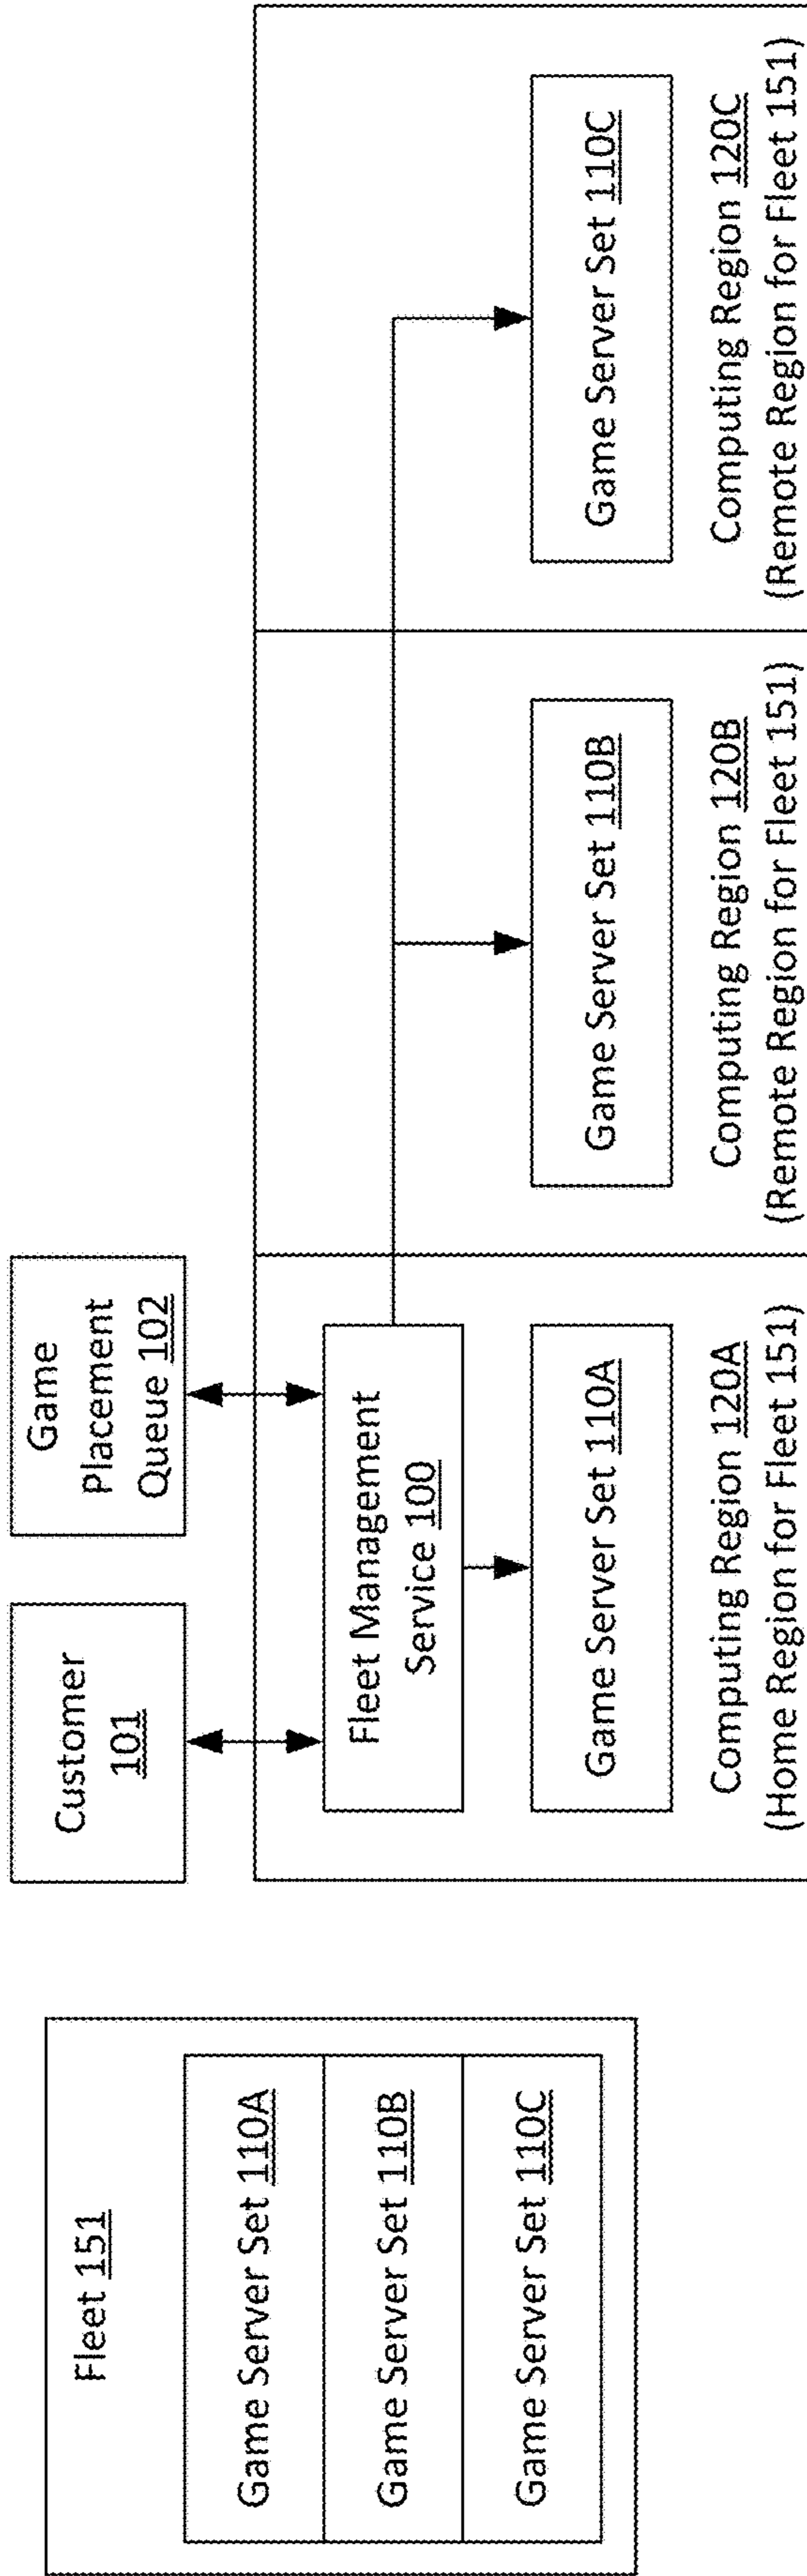 Fleet 151
Game Server Set 110A
Game Server Set 110B
Game Server Set 110C
Customer
101
Game
Placement
Queue 102
Fleet Management
Service 100
Game Server Set 110A
Computing Region 120A
(Home Region for Fleet 151)
Game Server Set 110B
Computing Region 120B
(Remote Region for Fleet 151)
Game Server Set 110C
Computing Region 120C
(Remote Region for Fleet 151)